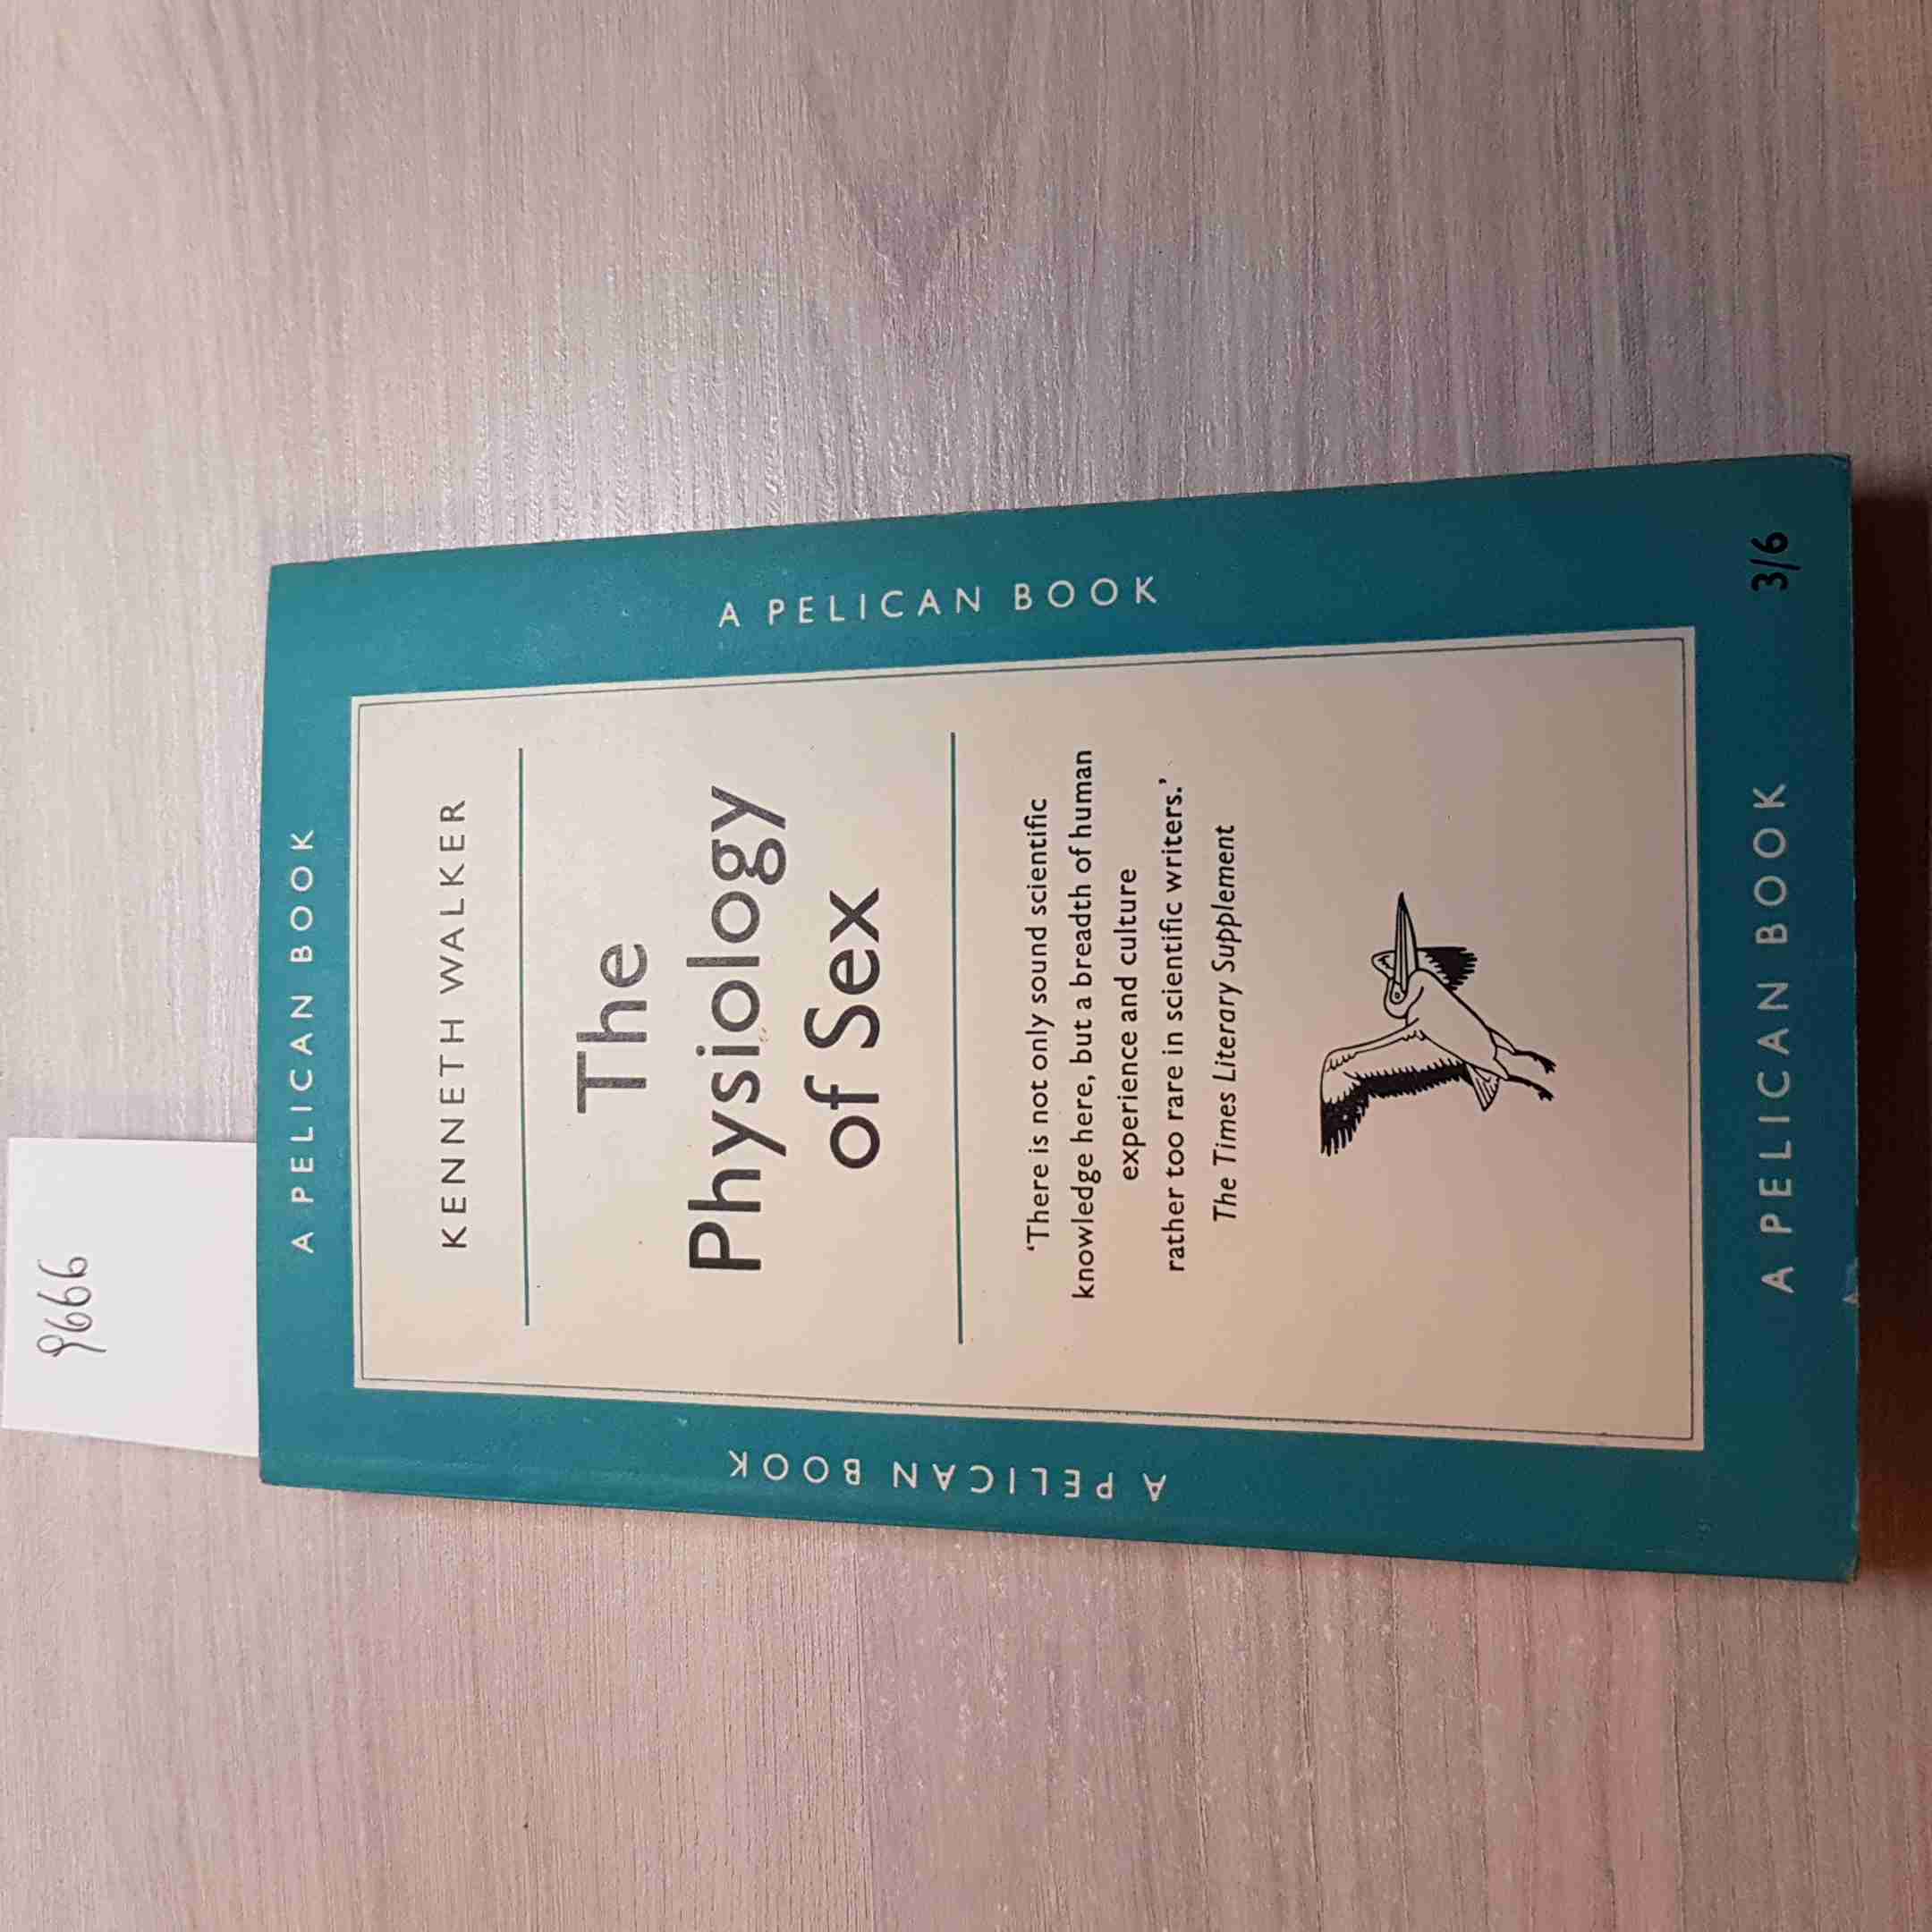 9666
A PELICAN BOOK
KENNETH WALKER
The
Physiology
of Sex
'There is not only sound scientific
knowledge here, but a breadth of human
experience and culture
rather too rare in scientific writers.'
The Times Literary Supplement
A PELICAN BOOK
A PELICAN BOOK
A PELICAN BOOK
3/6